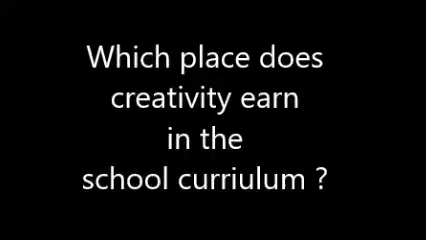 Which place does
creativity earn
in the
school curriulum ?